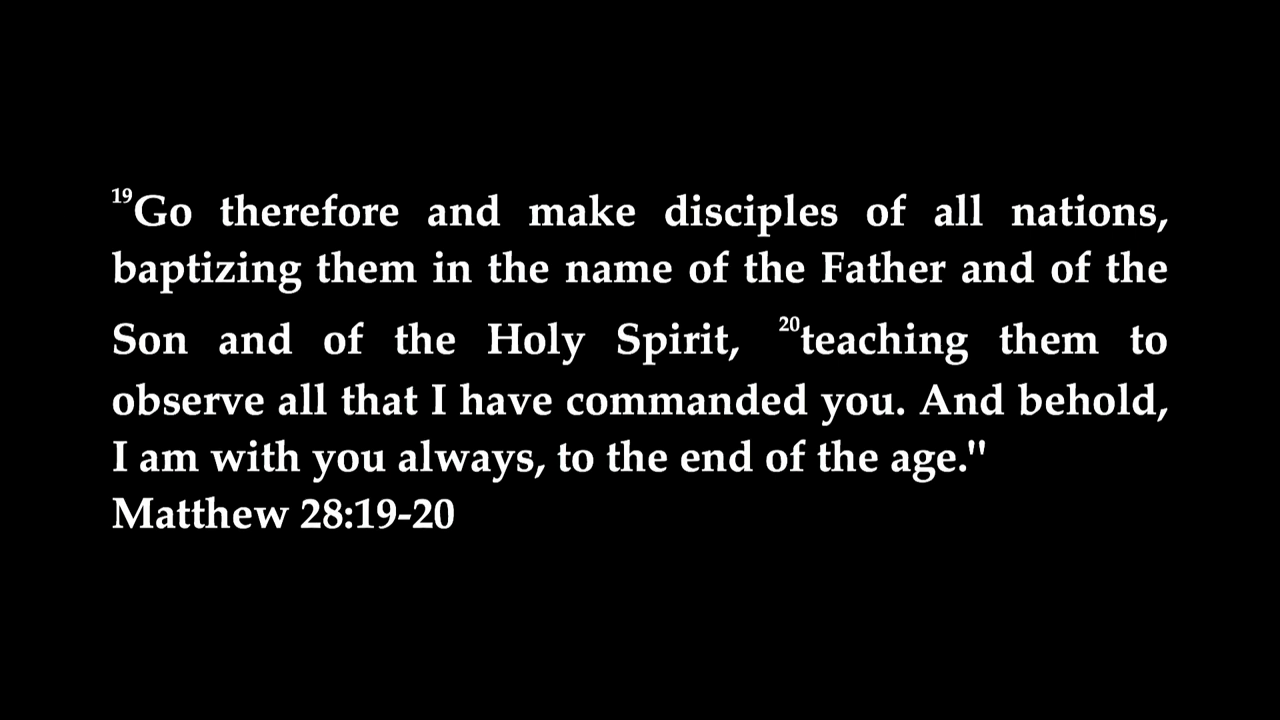 19Go therefore and make disciples of all nations,
baptizing them in the name of the Father and of the
Son and of the Holy Spirit, 20teaching them to
observe all that I have commanded you. And behold,
I am with you always, to the end of the age."
Matthew 28:19-20